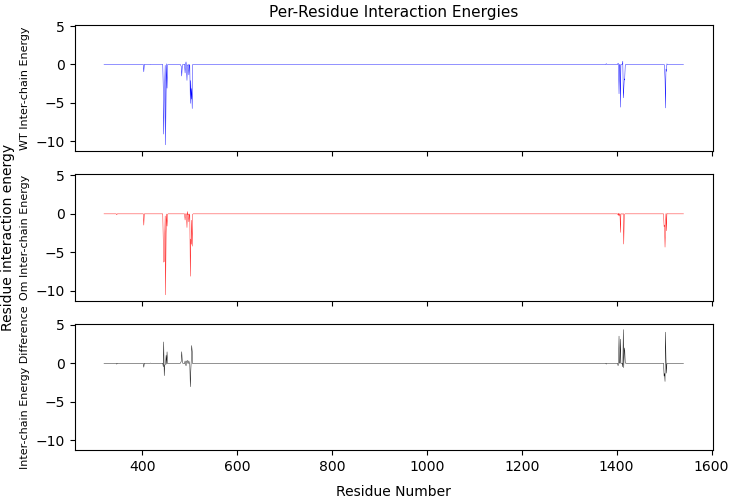 Per-Residue Interaction Energies
Residue interaction energy
WT Inter-chain Energy
5
0
−5
−10
Om Inter-chain Energy
5
0
−5
−10
Inter-chain Energy Difference
5
0
−5
−10
400 600 800 1000 1200 1400 1600
Residue Number